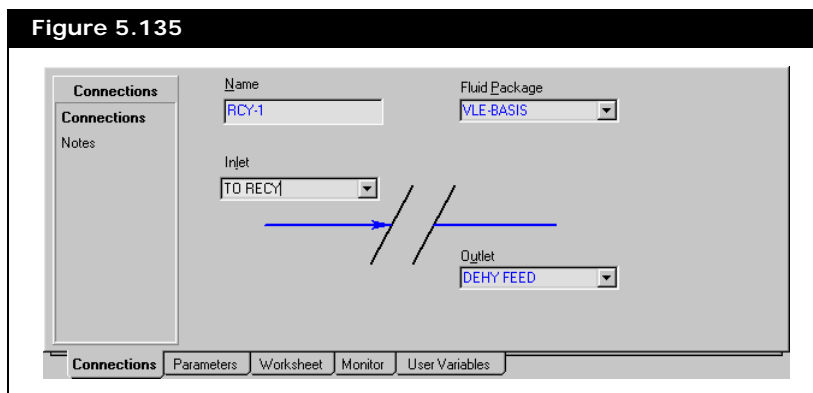 Figure 5.135
Connections
Connections
Notes
Name
RCY-1
Fluid Package
VLE-BASIS
Inlet
TO RECY
Outlet
DEHY FEED
Connections Parameters Worksheet Monitor User Variables